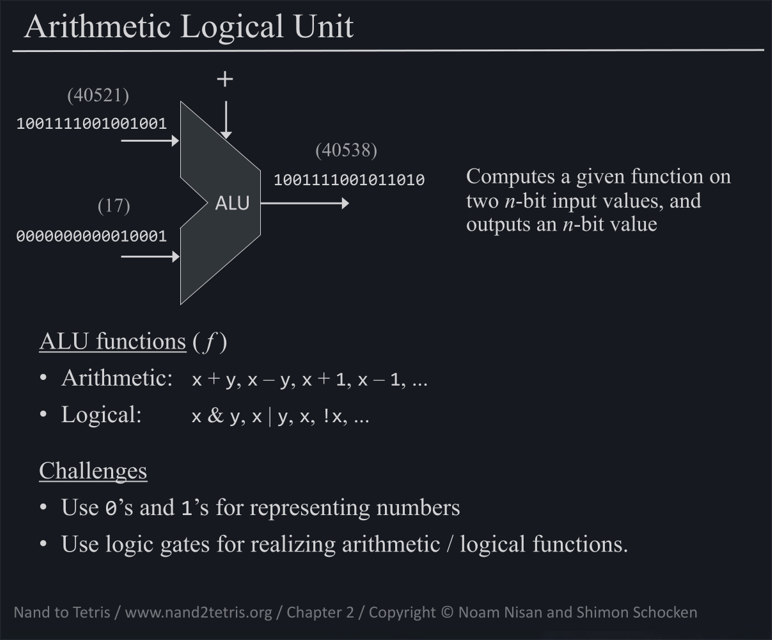 Arithmetic Logical Unit
+
(40521)
1001111001001001
(40538)
1001111001011010
(17)
ALU
0000000000010001
Computes a given function on
two n-bit input values, and
outputs an n-bit value
ALU functions (f)
• Arithmetic: x + y, x – y, x + 1, x – 1, ...
• Logical: x & y, x | y, x, !x, ...
Challenges
• Use 0’s and 1’s for representing numbers
• Use logic gates for realizing arithmetic / logical functions.
Nand to Tetris / www.nand2tetris.org / Chapter 2 / Copyright © Noam Nisan and Shimon Schocken